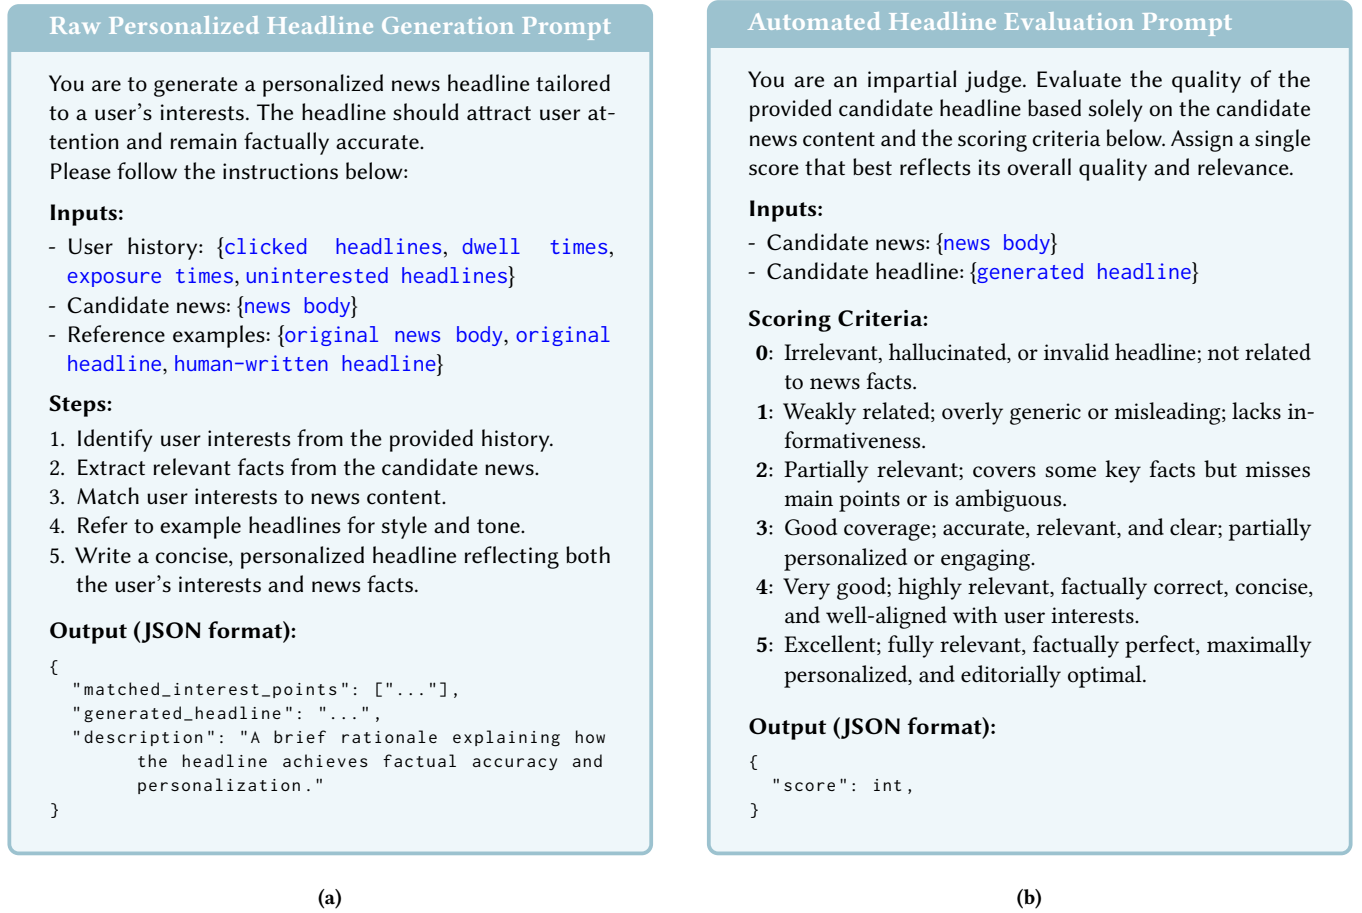 Raw Personalized Headline Generation Prompt
You are to generate a personalized news headline tailored
to a user's interests. The headline should attract user at-
tention and remain factually accurate.
Please follow the instructions below:
Inputs:
- User history: {clicked headlines, dwell times,
exposure times, uninterested headlines}
- Candidate news: {news body}
- Reference examples: {original news body, original
headline, human-written headline}
Steps:
1. Identify user interests from the provided history.
2. Extract relevant facts from the candidate news.
3. Match user interests to news content.
4. Refer to example headlines for style and tone.
5. Write a concise, personalized headline reflecting both
the user's interests and news facts.
Output (JSON format):
{
"matched_interest_points": ["..."],
"generated_headline": "...",
"description": "A brief rationale explaining how
the headline achieves factual accuracy and
personalization."
}
(a)
Automated Headline Evaluation Prompt
You are an impartial judge. Evaluate the quality of the
provided candidate headline based solely on the candidate
news content and the scoring criteria below. Assign a single
score that best reflects its overall quality and relevance.
Inputs:
- Candidate news: {news body}
- Candidate headline: {generated headline}
Scoring Criteria:
0: Irrelevant, hallucinated, or invalid headline; not related
to news facts.
1: Weakly related; overly generic or misleading; lacks in-
formativeness.
2: Partially relevant; covers some key facts but misses
main points or is ambiguous.
3: Good coverage; accurate, relevant, and clear; partially
personalized or engaging.
4: Very good; highly relevant, factually correct, concise,
and well-aligned with user interests.
5: Excellent; fully relevant, factually perfect, maximally
personalized, and editorially optimal.
Output (JSON format):
{
"score": int,
}
(b)